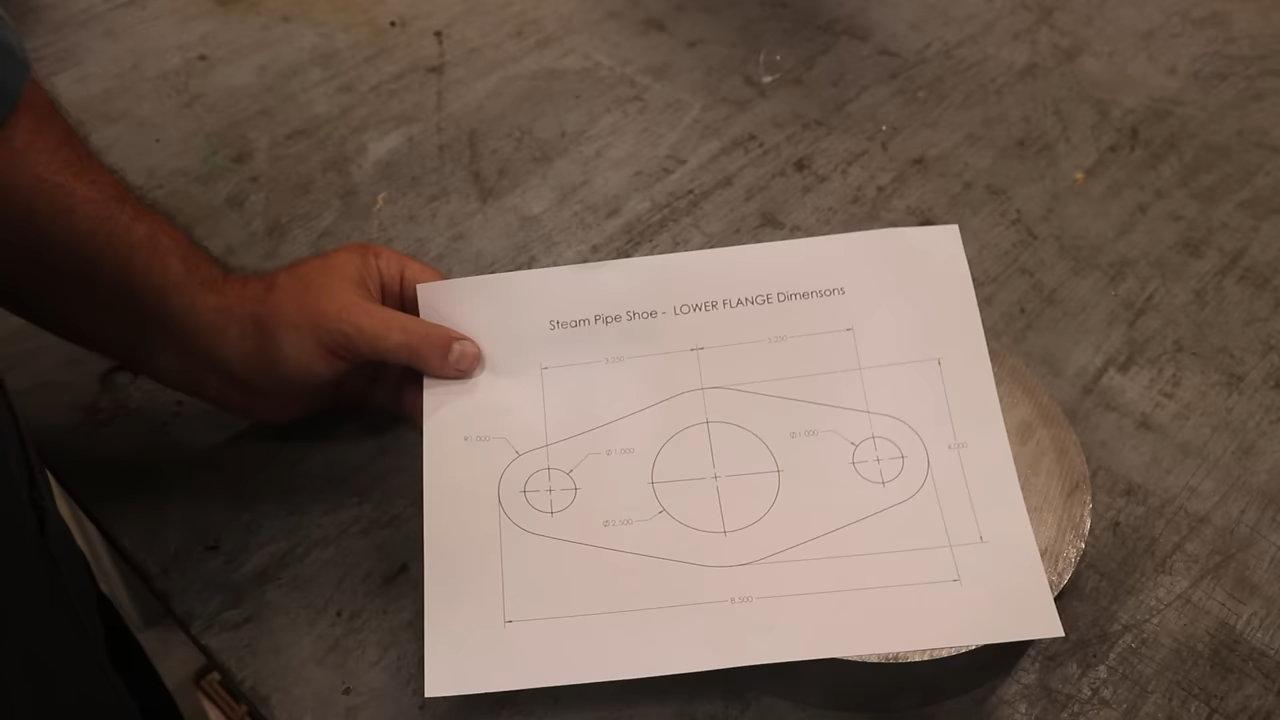 Steam Pipe Shoe - LOWER FLANGE Dimensons
3.250
3.250
R1.000
Ø1.000
Ø1.000
4.000
Ø2.500
8.500